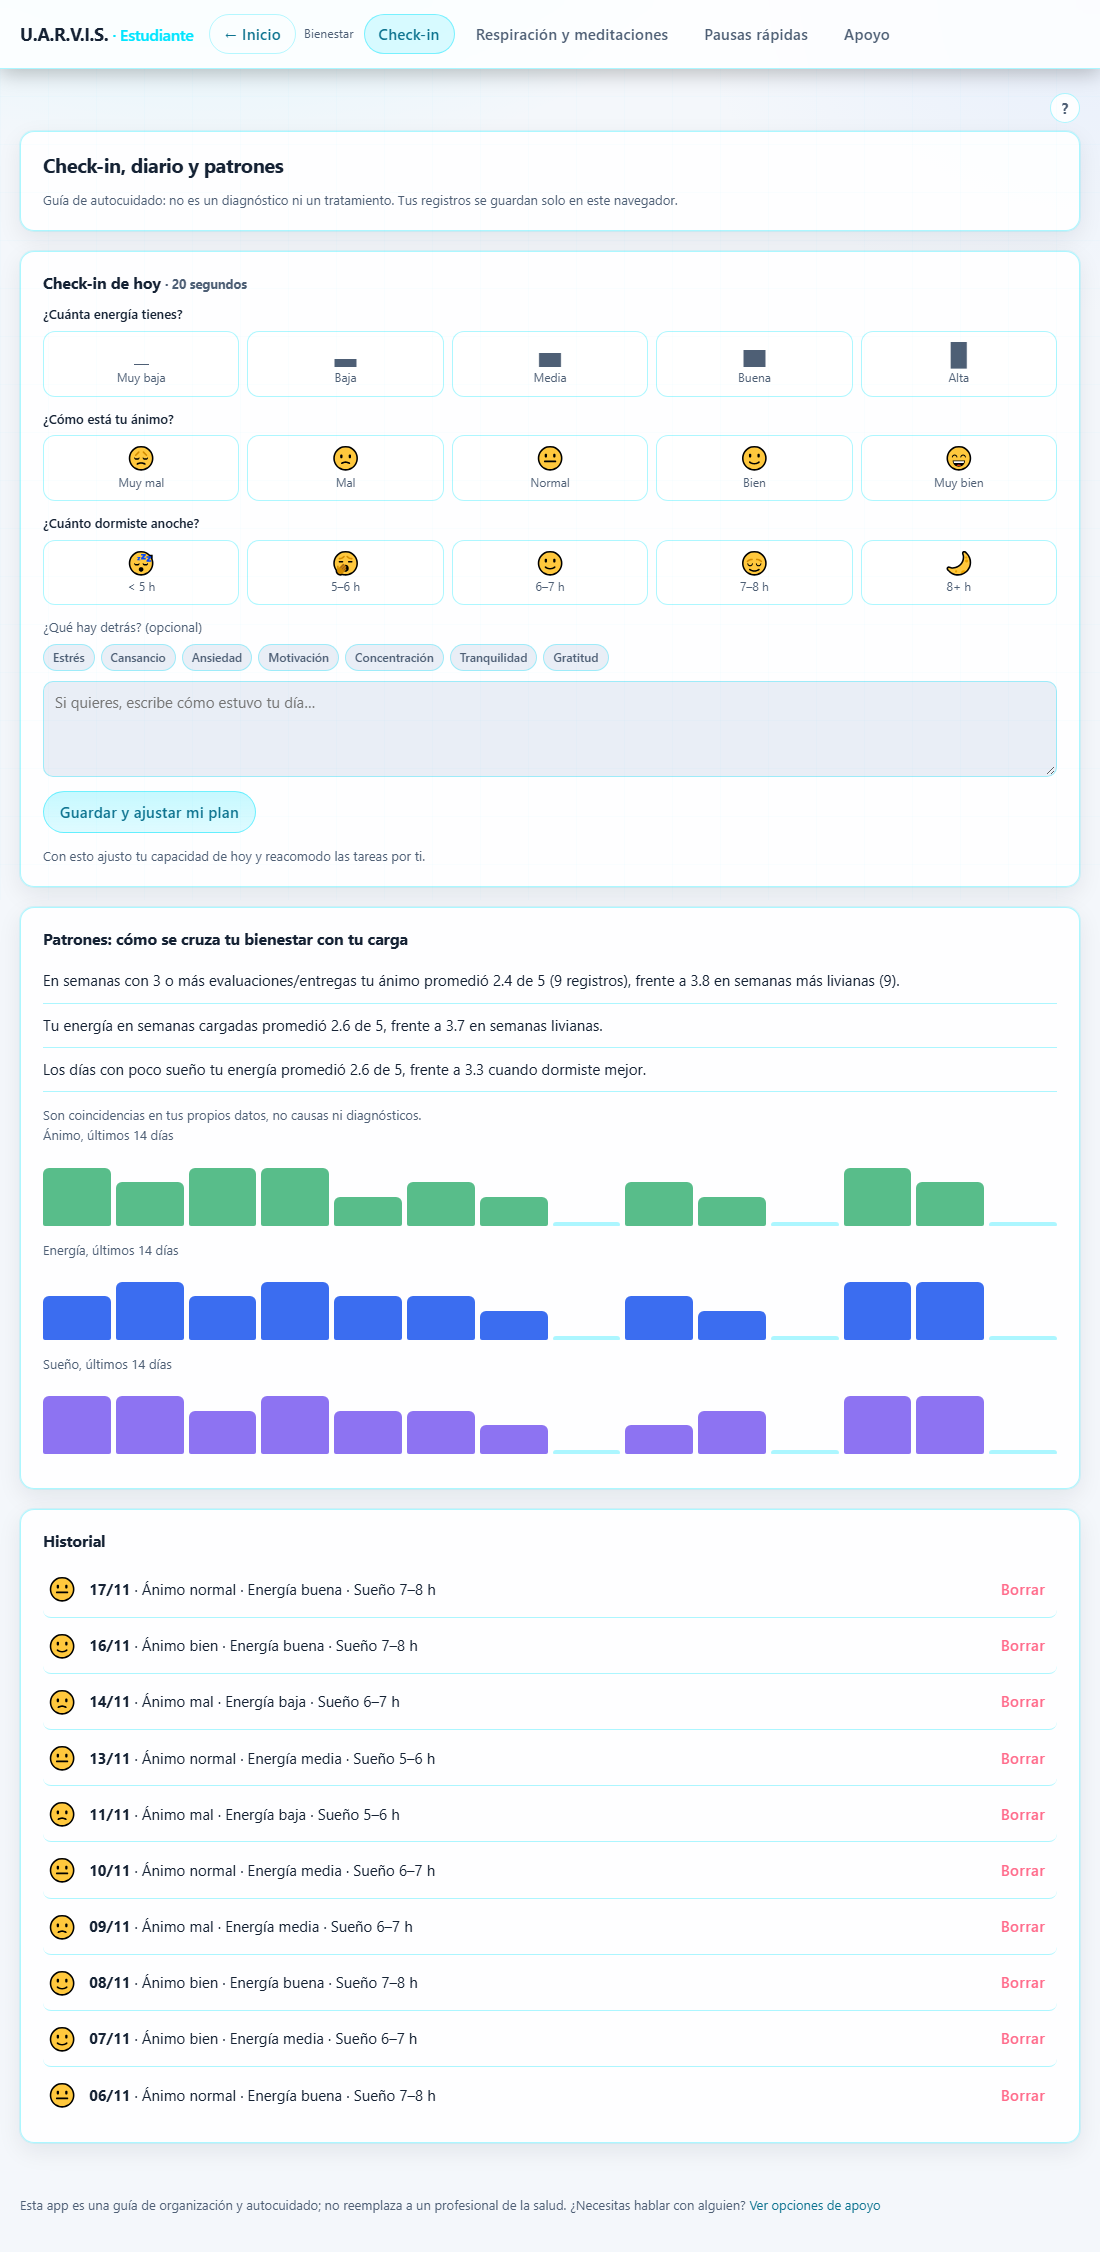 U.A.R.V.I.S. · Estudiante
← Inicio
Bienestar
Check-in
Respiración y meditaciones
Pausas rápidas
Apoyo
?
Check-in, diario y patrones
Guía de autocuidado: no es un diagnóstico ni un tratamiento. Tus registros se guardan solo en este navegador.
Check-in de hoy · 20 segundos
¿Cuánta energía tienes?
Muy baja
Baja
Media
Buena
Alta
¿Cómo está tu ánimo?
Muy mal
Mal
Normal
Bien
Muy bien
¿Cuánto dormiste anoche?
< 5 h
5–6 h
6–7 h
7–8 h
8+ h
¿Qué hay detrás? (opcional)
Estrés
Cansancio
Ansiedad
Motivación
Concentración
Tranquilidad
Gratitud
Si quieres, escribe cómo estuvo tu día...
Guardar y ajustar mi plan
Con esto ajusto tu capacidad de hoy y reacomodo las tareas por ti.
Patrones: cómo se cruza tu bienestar con tu carga
En semanas con 3 o más evaluaciones/entregas tu ánimo promedió 2.4 de 5 (9 registros), frente a 3.8 en semanas más livianas (9).
Tu energía en semanas cargadas promedió 2.6 de 5, frente a 3.7 en semanas livianas.
Los días con poco sueño tu energía promedió 2.6 de 5, frente a 3.3 cuando dormiste mejor.
Son coincidencias en tus propios datos, no causas ni diagnósticos.
Ánimo, últimos 14 días
Energía, últimos 14 días
Sueño, últimos 14 días
Historial
17/11 · Ánimo normal · Energía buena · Sueño 7–8 h Borrar
16/11 · Ánimo bien · Energía buena · Sueño 7–8 h Borrar
14/11 · Ánimo mal · Energía baja · Sueño 6–7 h Borrar
13/11 · Ánimo normal · Energía media · Sueño 5–6 h Borrar
11/11 · Ánimo mal · Energía baja · Sueño 5–6 h Borrar
10/11 · Ánimo normal · Energía media · Sueño 6–7 h Borrar
09/11 · Ánimo mal · Energía media · Sueño 6–7 h Borrar
08/11 · Ánimo bien · Energía buena · Sueño 7–8 h Borrar
07/11 · Ánimo bien · Energía media · Sueño 6–7 h Borrar
06/11 · Ánimo normal · Energía buena · Sueño 7–8 h Borrar
Esta app es una guía de organización y autocuidado; no reemplaza a un profesional de la salud. ¿Necesitas hablar con alguien? Ver opciones de apoyo